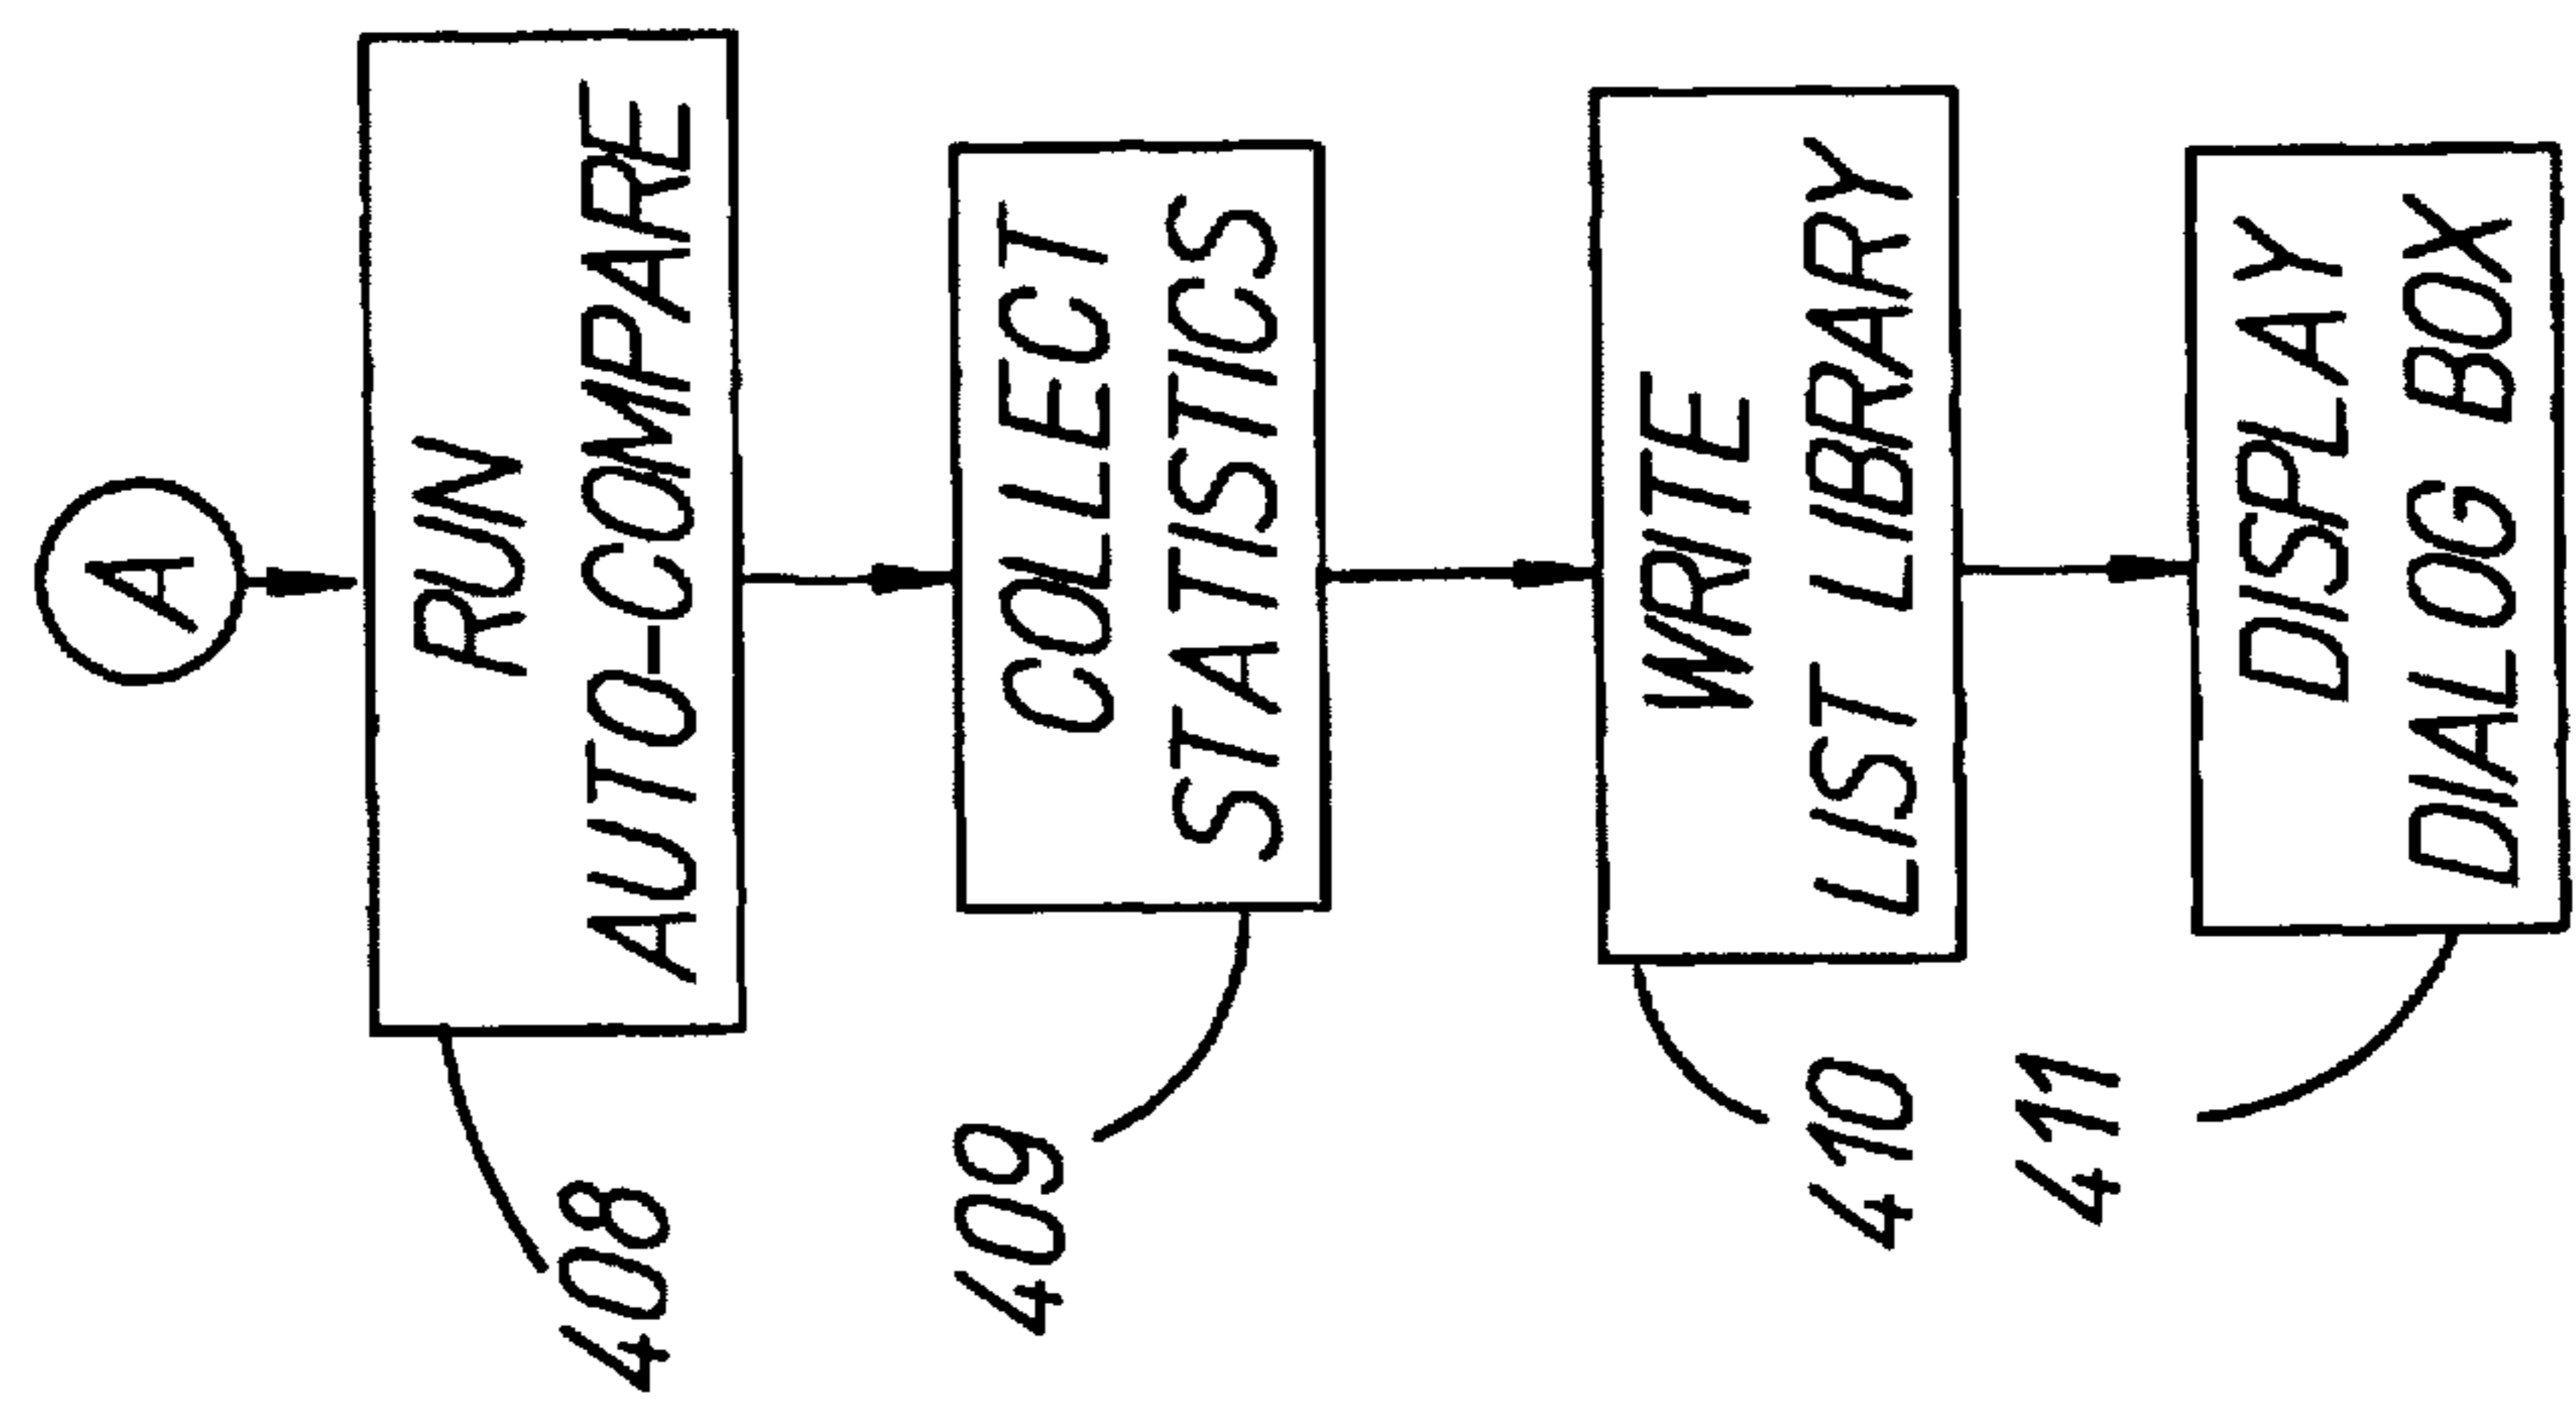 A
RUN
AUTO-COMPARE
408
COLLECT
STATISTICS
409
WRITE
LIST LIBRARY
410
DISPLAY
DIALOG BOX
411